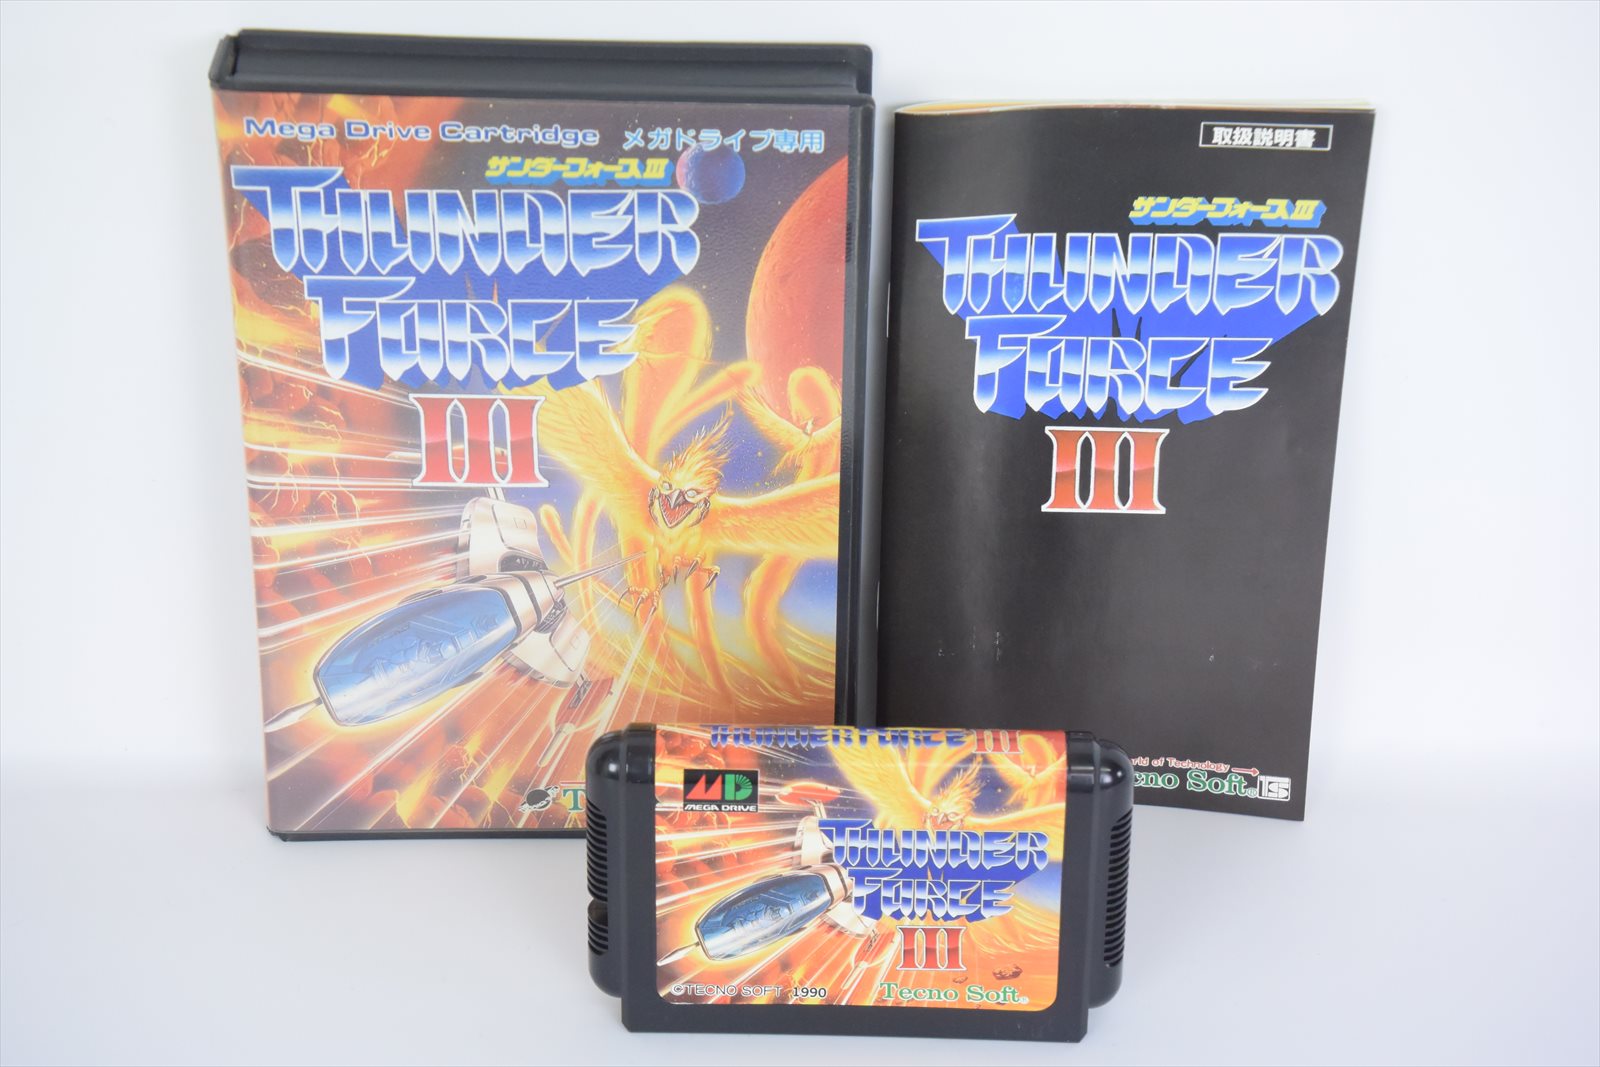 Mega Drive Cartridge メガドライブ専用
サンダーフォースIII
THUNDER
FORCE
III
取扱説明書
サンダーフォースIII
THUNDER
FORCE
III
of Technology
Soft®
THUNDER FORCE III
MEGA DRIVE
THUNDER
FORCE
III
©TECNO SOFT 1990
Tecno Soft®